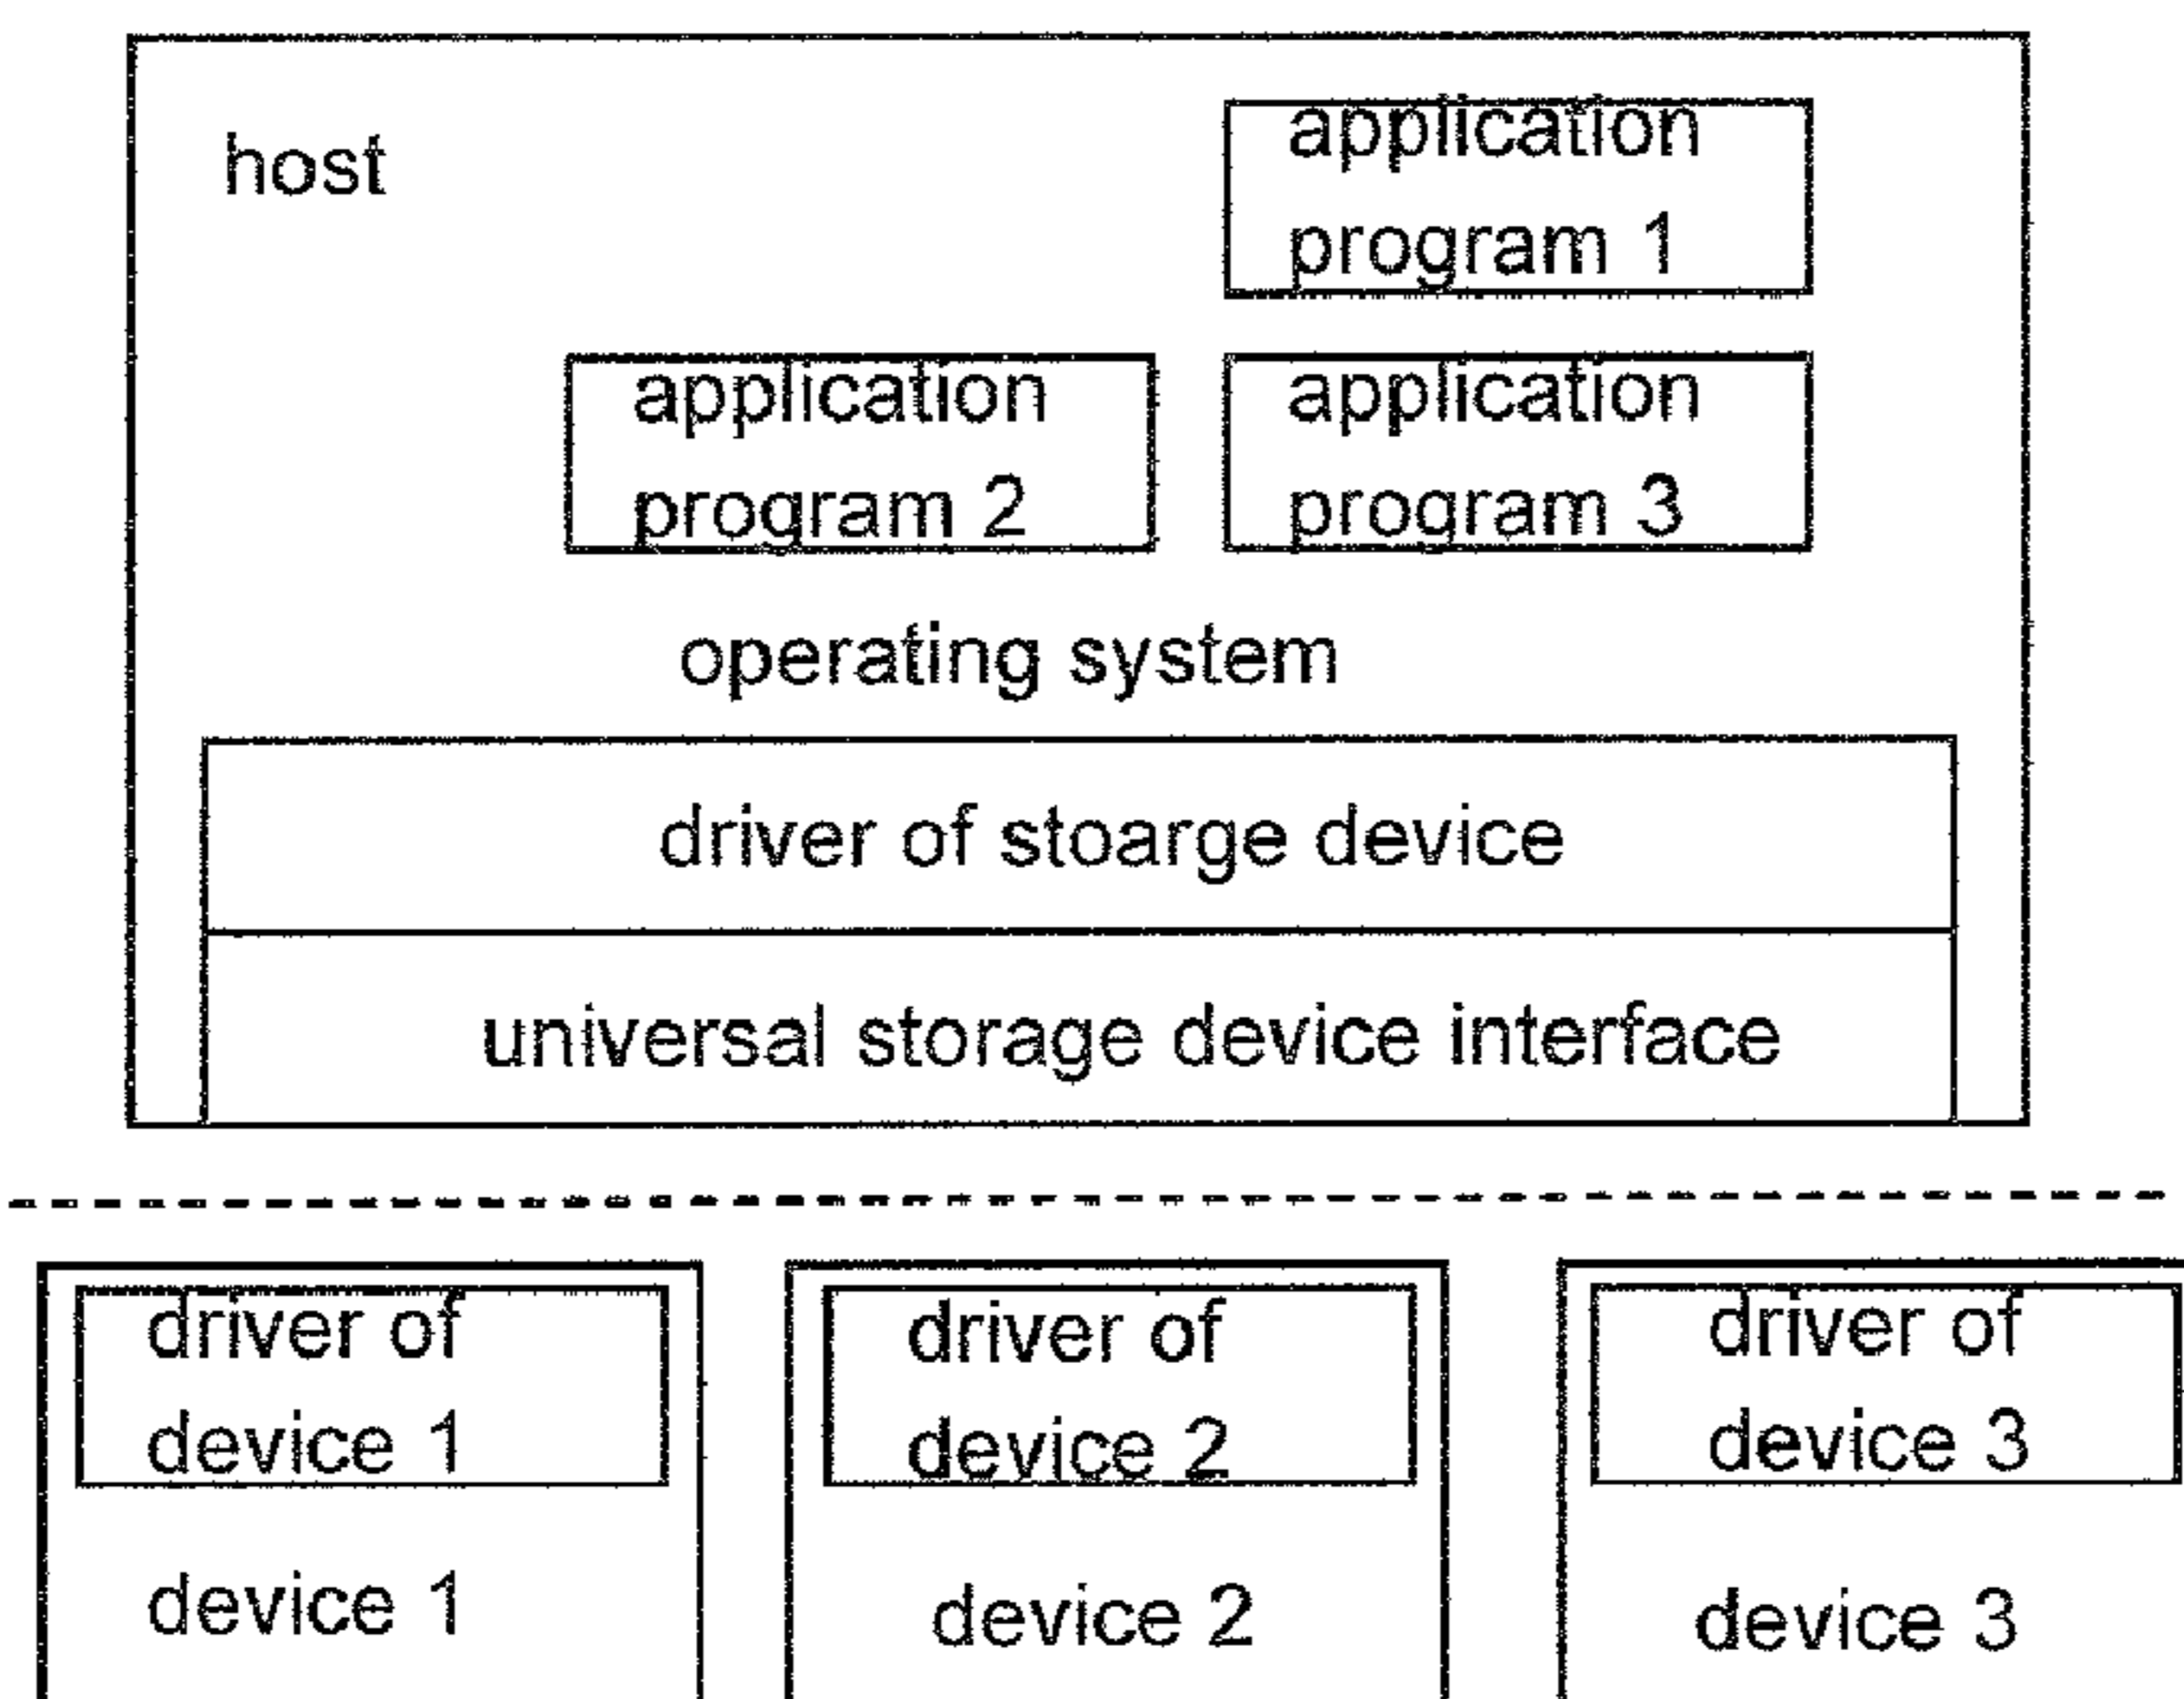 host
application
program 1
application
program 2
application
program 3
operating system
driver of stoarge device
universal storage device interface
driver of
device 1
device 1
driver of
device 2
device 2
driver of
device 3
device 3